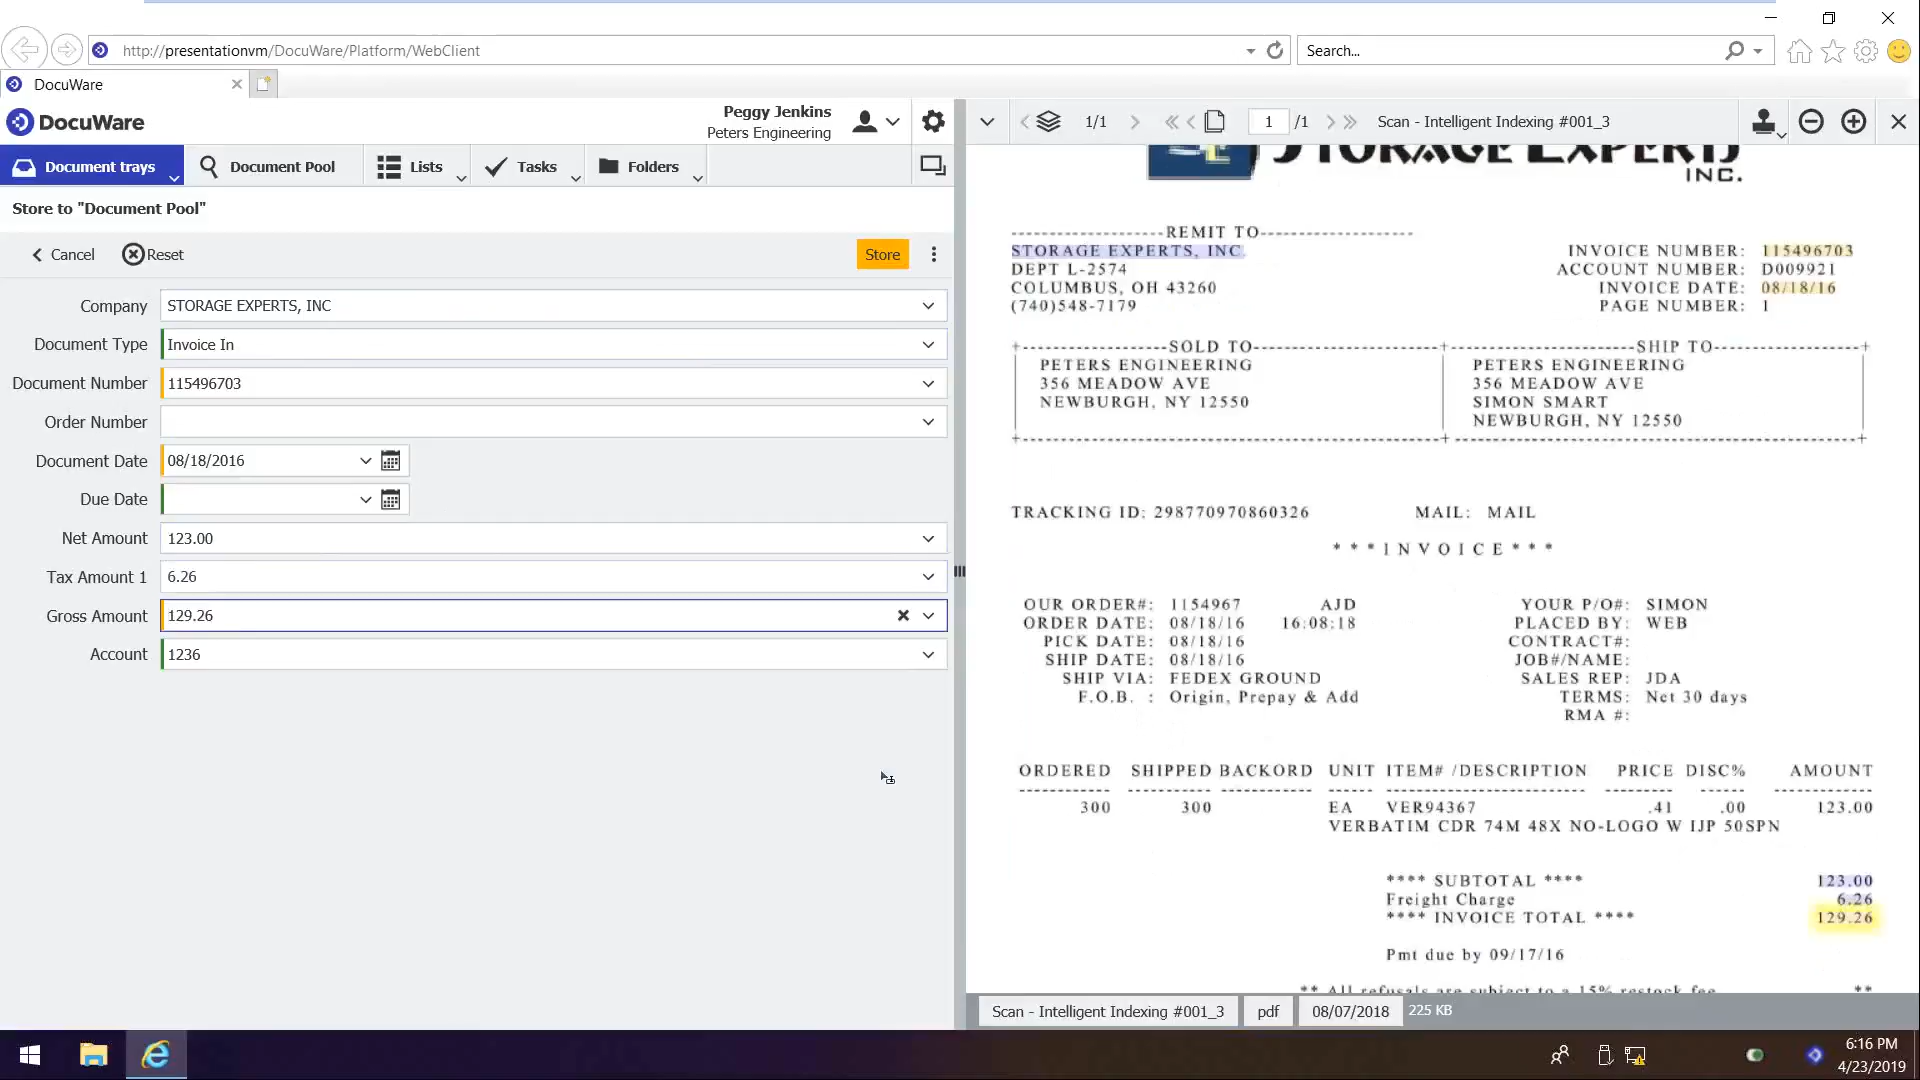 http://presentationvm/DocuWare/Platform/WebClient
Search...
DocuWare
DocuWare
Peggy Jenkins
Peters Engineering
Document trays
Document Pool
Lists
Tasks
Folders
Store to "Document Pool"
Cancel
Reset
Store
Company
STORAGE EXPERTS, INC
Document Type
Invoice In
Document Number
115496703
Order Number
Document Date
08/18/2016
Due Date
Net Amount
123.00
Tax Amount 1
6.26
Gross Amount
129.26
Account
1236
1/1
1
/1
Scan - Intelligent Indexing #001_3
STORAGE EXPERTS
INC.
------------------REMIT TO------------------
STORAGE EXPERTS, INC.
DEPT L-2574
COLUMBUS, OH 43260
(740)548-7179
INVOICE NUMBER: 115496703
ACCOUNT NUMBER: D009921
INVOICE DATE: 08/18/16
PAGE NUMBER: 1
SOLD TO
PETERS ENGINEERING
356 MEADOW AVE
NEWBURGH, NY 12550
SHIP TO
PETERS ENGINEERING
356 MEADOW AVE
SIMON SMART
NEWBURGH, NY 12550
TRACKING ID: 298770970860326 MAIL: MAIL
***INVOICE***
OUR ORDER#: 1154967 AJD
ORDER DATE: 08/18/16 16:08:18
PICK DATE: 08/18/16
SHIP DATE: 08/18/16
SHIP VIA: FEDEX GROUND
F.O.B. : Origin, Prepay & Add
YOUR P/O#: SIMON
PLACED BY: WEB
CONTRACT#:
JOB#/NAME:
SALES REP: JDA
TERMS: Net 30 days
RMA #:
ORDERED SHIPPED BACKORD UNIT ITEM# /DESCRIPTION PRICE DISC% AMOUNT
300 300 EA VER94367 .41 .00 123.00
VERBATIM CDR 74M 48X NO-LOGO W IJP 50SPN
**** SUBTOTAL **** 123.00
Freight Charge 6.26
**** INVOICE TOTAL **** 129.26
Pmt due by 09/17/16
** All refusals are subject to a 15% restock fee **
Scan - Intelligent Indexing #001_3
pdf
08/07/2018
225 KB
6:16 PM
4/23/2019